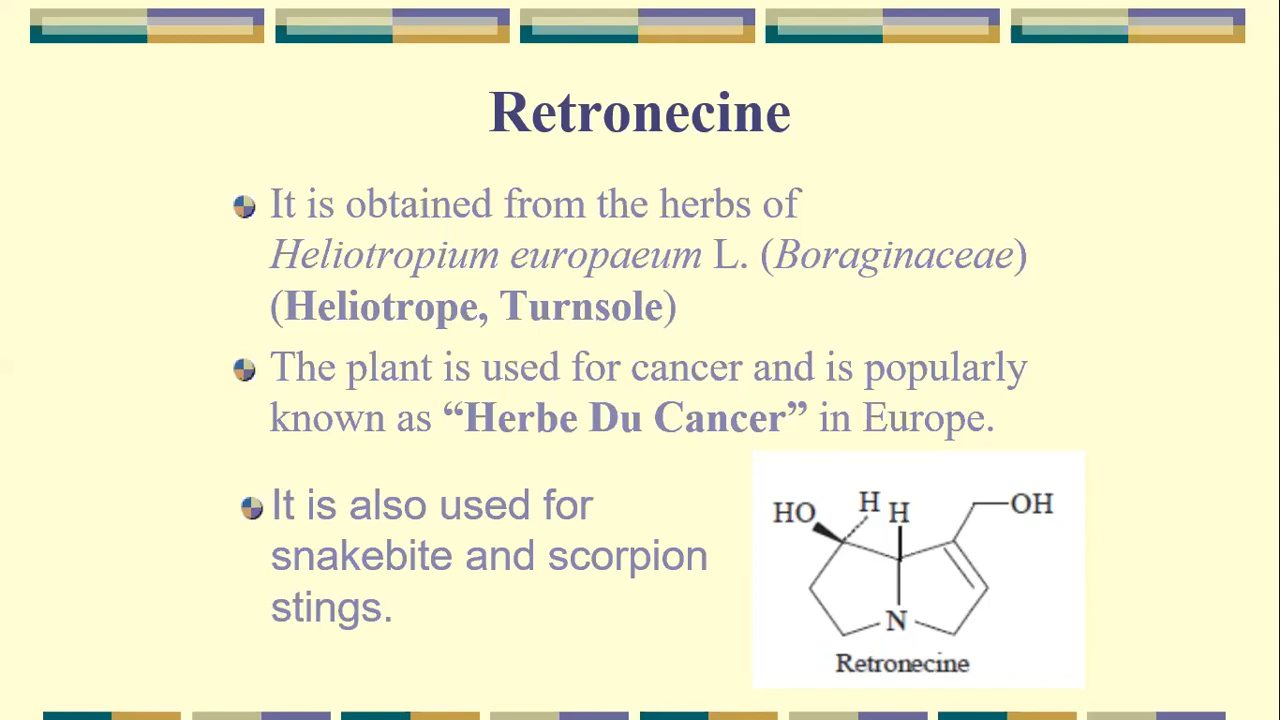 Retronecine
It is obtained from the herbs of
Heliotropium europaeum L. (Boraginaceae)
(Heliotrope, Turnsole)
The plant is used for cancer and is popularly
known as “Herbe Du Cancer” in Europe.
It is also used for
snakebite and scorpion
stings.
HO H H OH
N
Retronecine